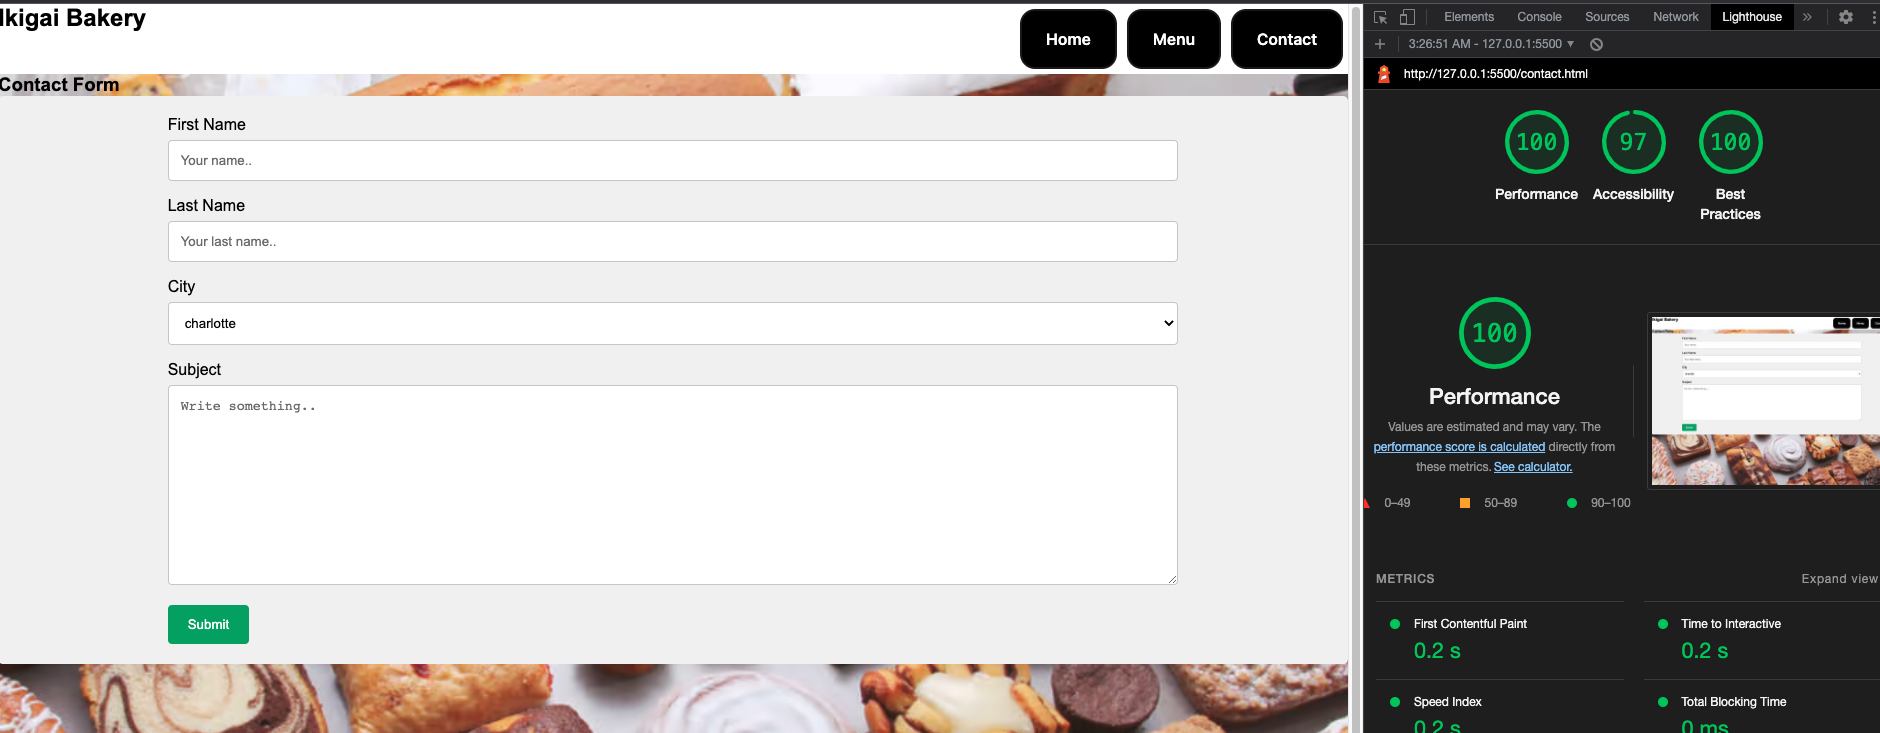 Ikigai Bakery
Home
Menu
Contact
Contact Form
First Name
Your name..
Last Name
Your last name..
City
charlotte
Subject
Write something..
Submit
Elements
Console
Sources
Network
Lighthouse
»
+
3:26:51 AM - 127.0.0.1:5500
http://127.0.0.1:5500/contact.html
100
97
100
Performance
Accessibility
Best
Practices
100
Performance
Values are estimated and may vary. The
performance score is calculated directly from
these metrics. See calculator.
0–49
50–89
90–100
METRICS
Expand view
First Contentful Paint
0.2 s
Time to Interactive
0.2 s
Speed Index
0.2 s
Total Blocking Time
0 ms